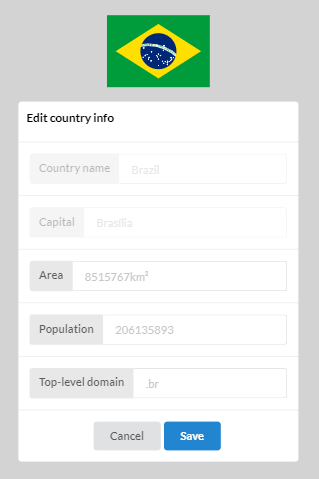 Edit country info
Country name Brazil
Capital Brasília
Area 8515767km²
Population 206135893
Top-level domain .br
Cancel Save